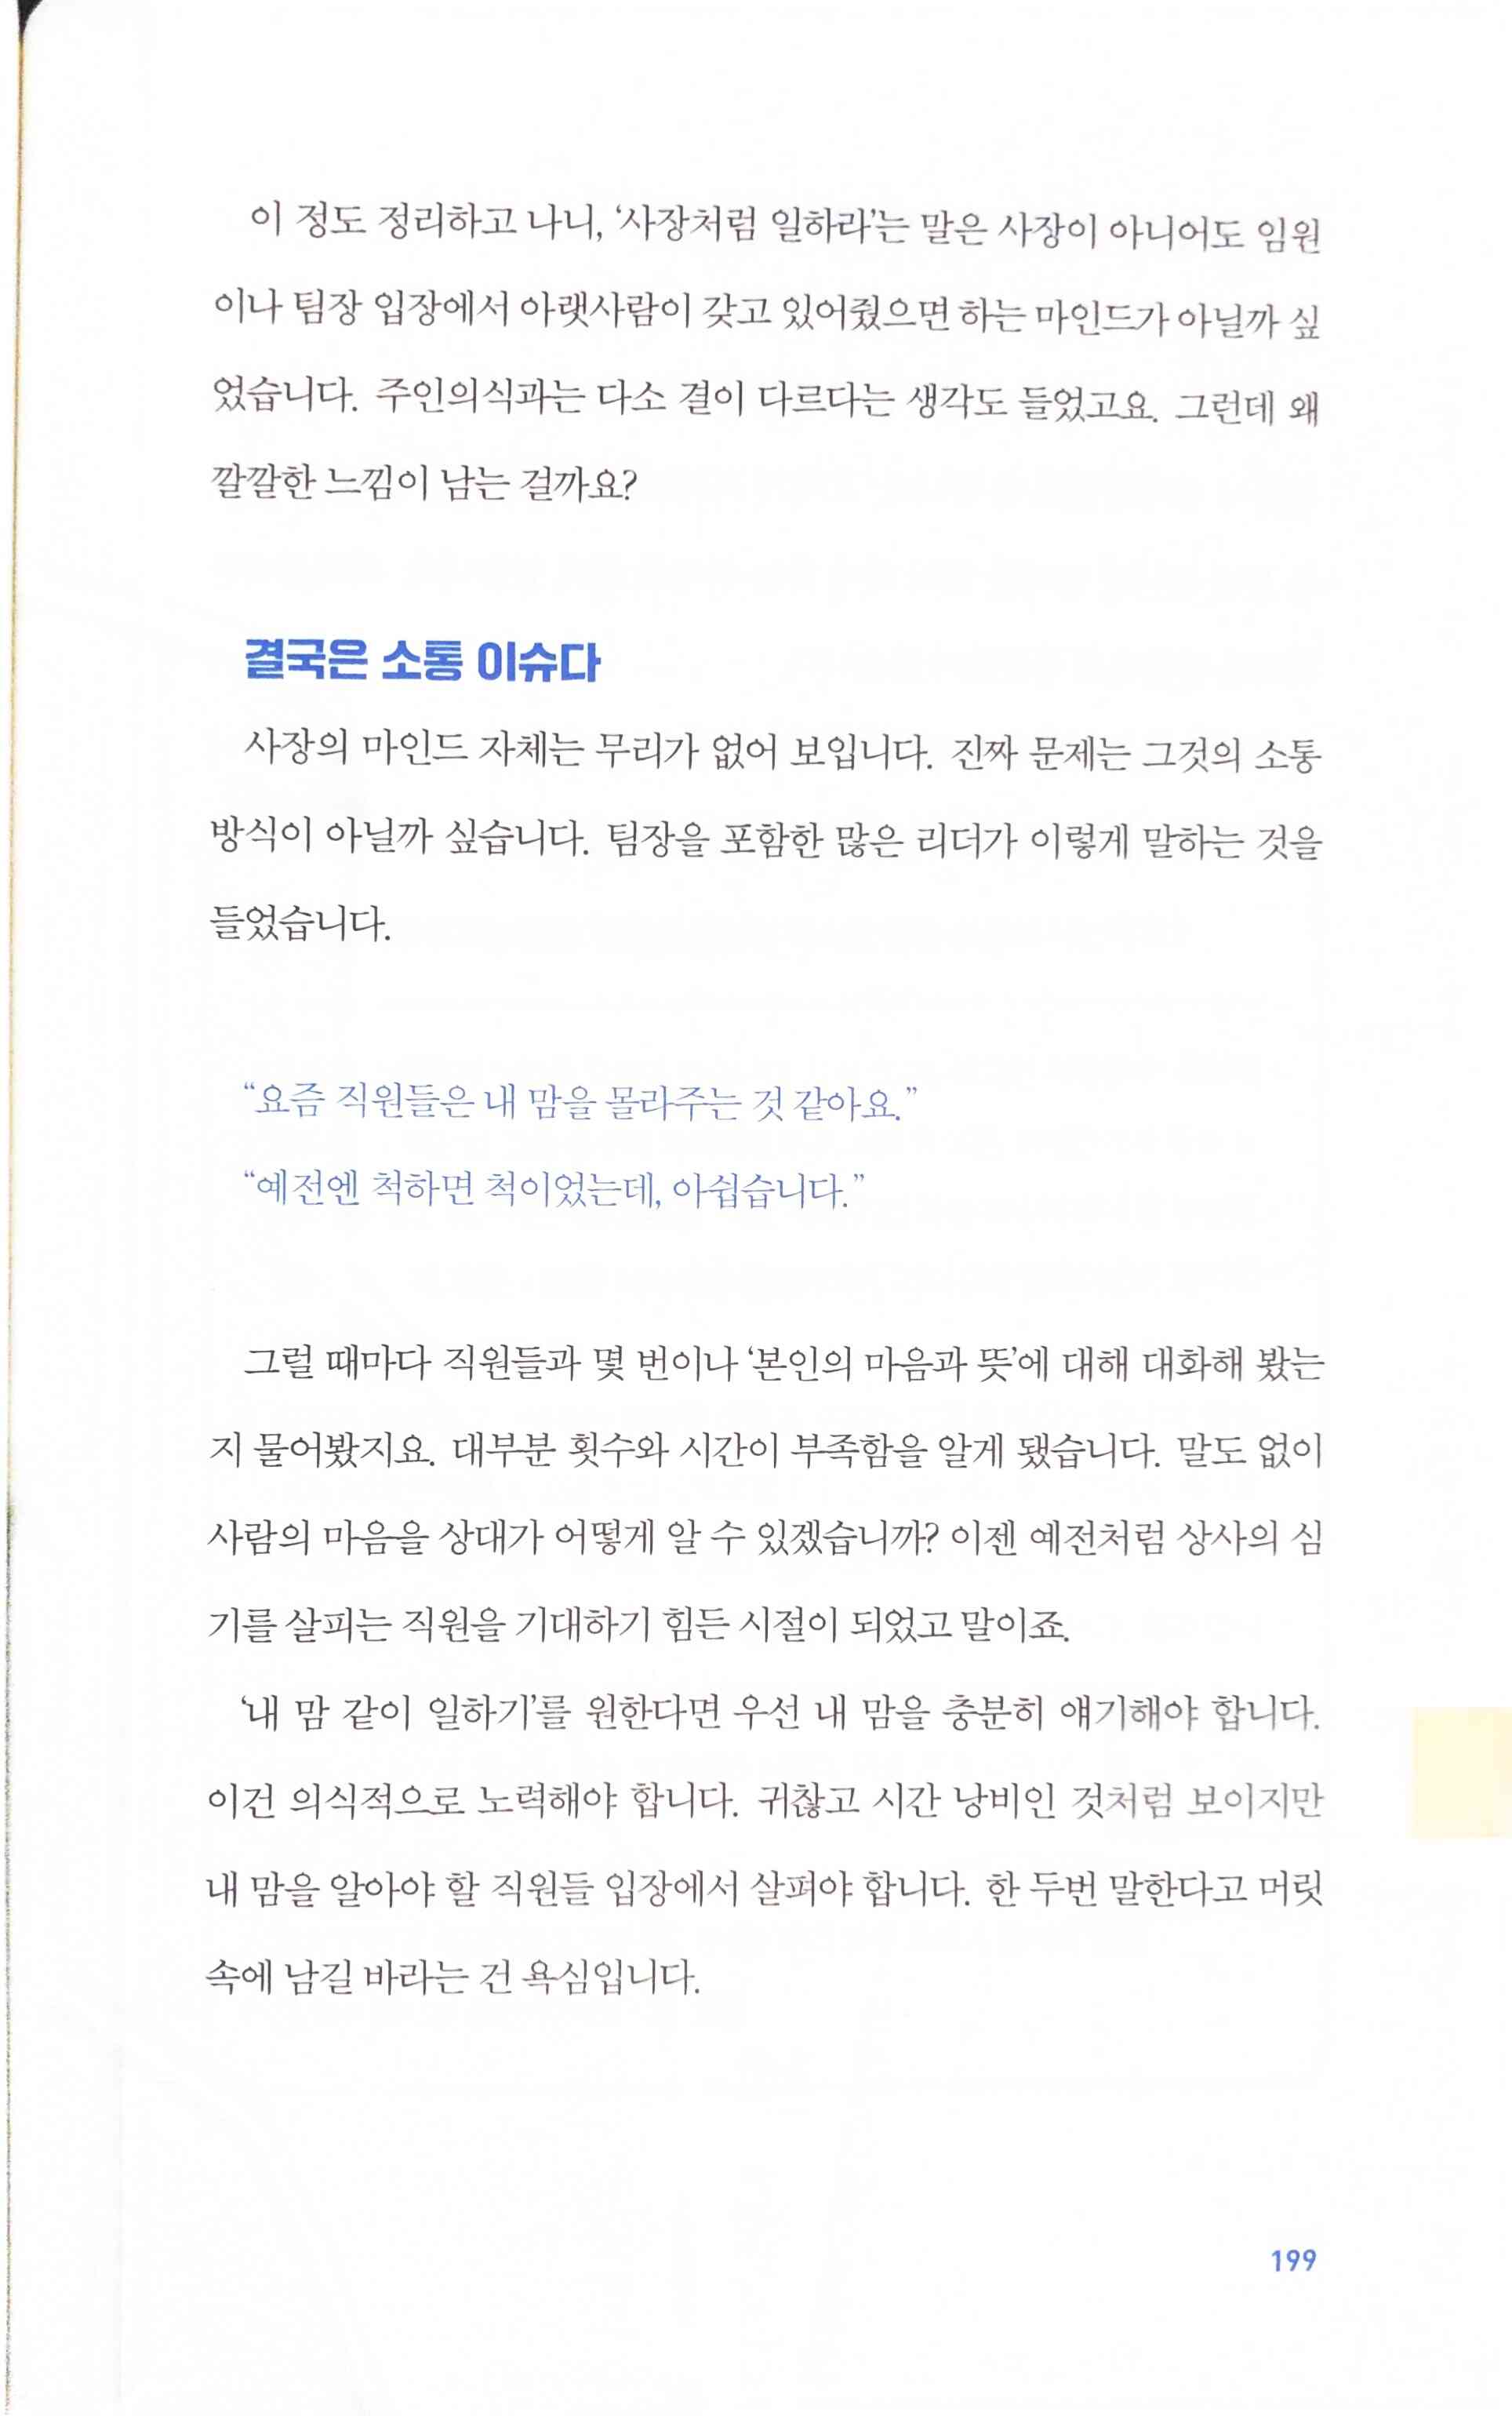 이 정도 정리하고 나니, ‘사장처럼 일하라’는 말은 사장이 아니어도 임원
이나 팀장 입장에서 아랫사람이 갖고 있어줬으면 하는 마인드가 아닐까 싶
었습니다. 주인의식과는 다소 결이 다르다는 생각도 들었고요. 그런데 왜
깔깔한 느낌이 남는 걸까요?
결국은 소통 이슈다
사장의 마인드 자체는 무리가 없어 보입니다. 진짜 문제는 그것의 소통
방식이 아닐까 싶습니다. 팀장을 포함한 많은 리더가 이렇게 말하는 것을
들었습니다.
“요즘 직원들은 내 맘을 몰라주는 것 같아요.”
“예전엔 척하면 척이었는데, 아쉽습니다.”
그럴 때마다 직원들과 몇 번이나 ‘본인의 마음과 뜻’에 대해 대화해 봤는
지 물어봤지요. 대부분 횟수와 시간이 부족함을 알게 됐습니다. 말도 없이
사람의 마음을 상대가 어떻게 알 수 있겠습니까? 이젠 예전처럼 상사의 심
기를 살피는 직원을 기대하기 힘든 시절이 되었고 말이죠.
‘내 맘 같이 일하기’를 원한다면 우선 내 맘을 충분히 얘기해야 합니다.
이건 의식적으로 노력해야 합니다. 귀찮고 시간 낭비인 것처럼 보이지만
내 맘을 알아야 할 직원들 입장에서 살펴야 합니다. 한 두번 말한다고 머릿
속에 남길 바라는 건 욕심입니다.
199